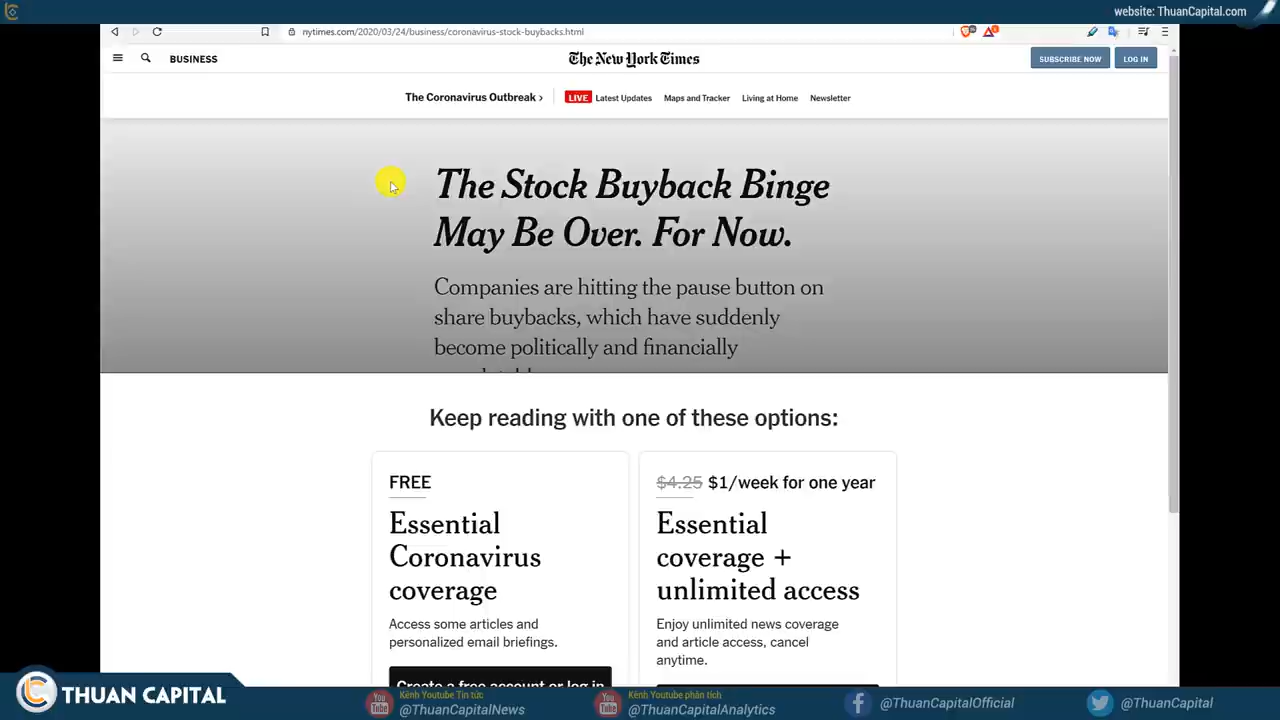 website: ThuanCapital.com
nytimes.com/2020/03/24/business/coronavirus-stock-buybacks.html
BUSINESS
The New York Times
SUBSCRIBE NOW
LOG IN
The Coronavirus Outbreak ›
LIVE Latest Updates Maps and Tracker Living at Home Newsletter
The Stock Buyback Binge
May Be Over. For Now.
Companies are hitting the pause button on
share buybacks, which have suddenly
become politically and financially
Keep reading with one of these options:
FREE
Essential
Coronavirus
coverage
Access some articles and
personalized email briefings.
Create a free account or log in
$4.25 $1/week for one year
Essential
coverage +
unlimited access
Enjoy unlimited news coverage
and article access, cancel
anytime.
THUAN CAPITAL
Kênh Youtube Tin tức:
@ThuanCapitalNews
Kênh Youtube phân tích
@ThuanCapitalAnalytics
@ThuanCapitalOfficial
@ThuanCapital